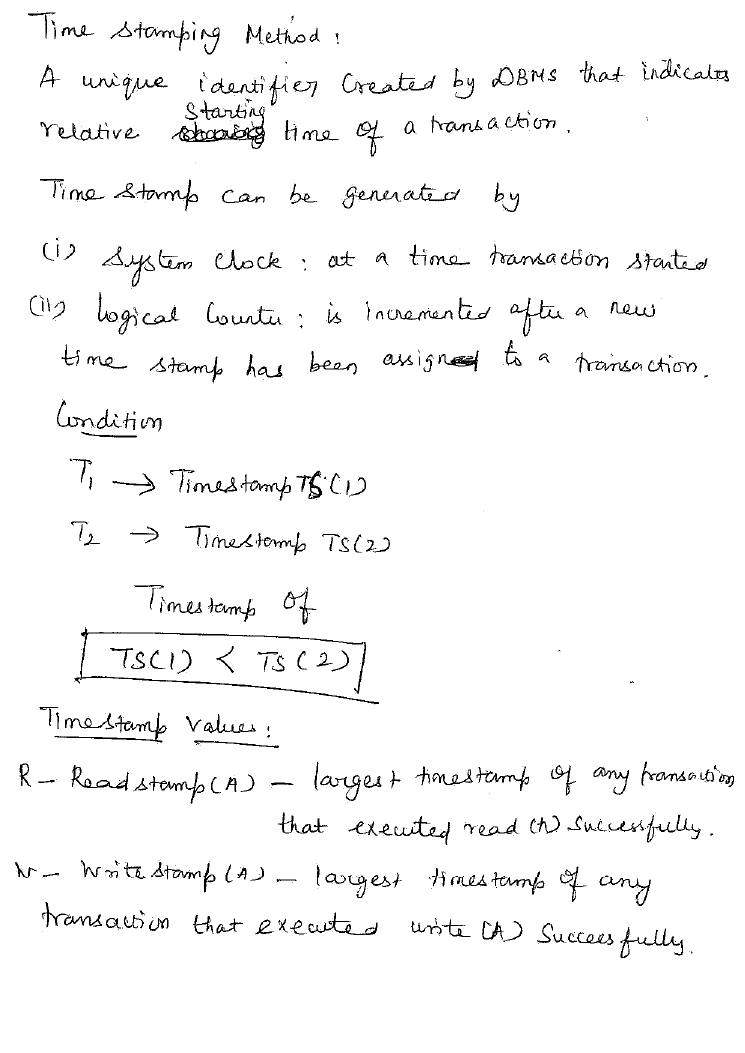 Time Stamping Method :
A unique identifier Created by DBMS that indicates
relative Starting time of a transaction.
Time Stamp can be generated by
(i) System Clock : at a time transaction started
(ii) Logical Counter : is incremented after a new
time stamp has been assigned to a transaction.
Condition
T1 → Timestamp TS(1)
T2 → Timestamp TS(2)
Timestamp of
TS(1) < TS(2)
Timestamp Values :
R – Read stamp (A) – largest timestamp of any transaction
that executed read (A) Successfully.
W – Write Stamp (A) – largest timestamp of any
transaction that executed write (A) Successfully.